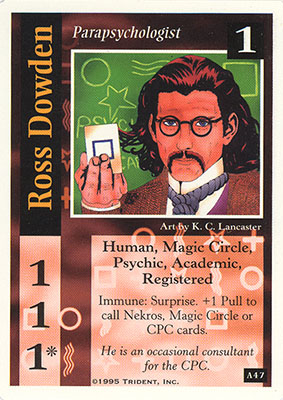 Parapsychologist
1
Ross Dowden
Art by K. C. Lancaster
Human, Magic Circle,
Psychic, Academic,
Registered
1
1
1*
Immune: Surprise. +1 Pull to
call Nekros, Magic Circle or
CPC cards.
He is an occasional consultant
for the CPC.
©1995 TRIDENT, INC.
A47